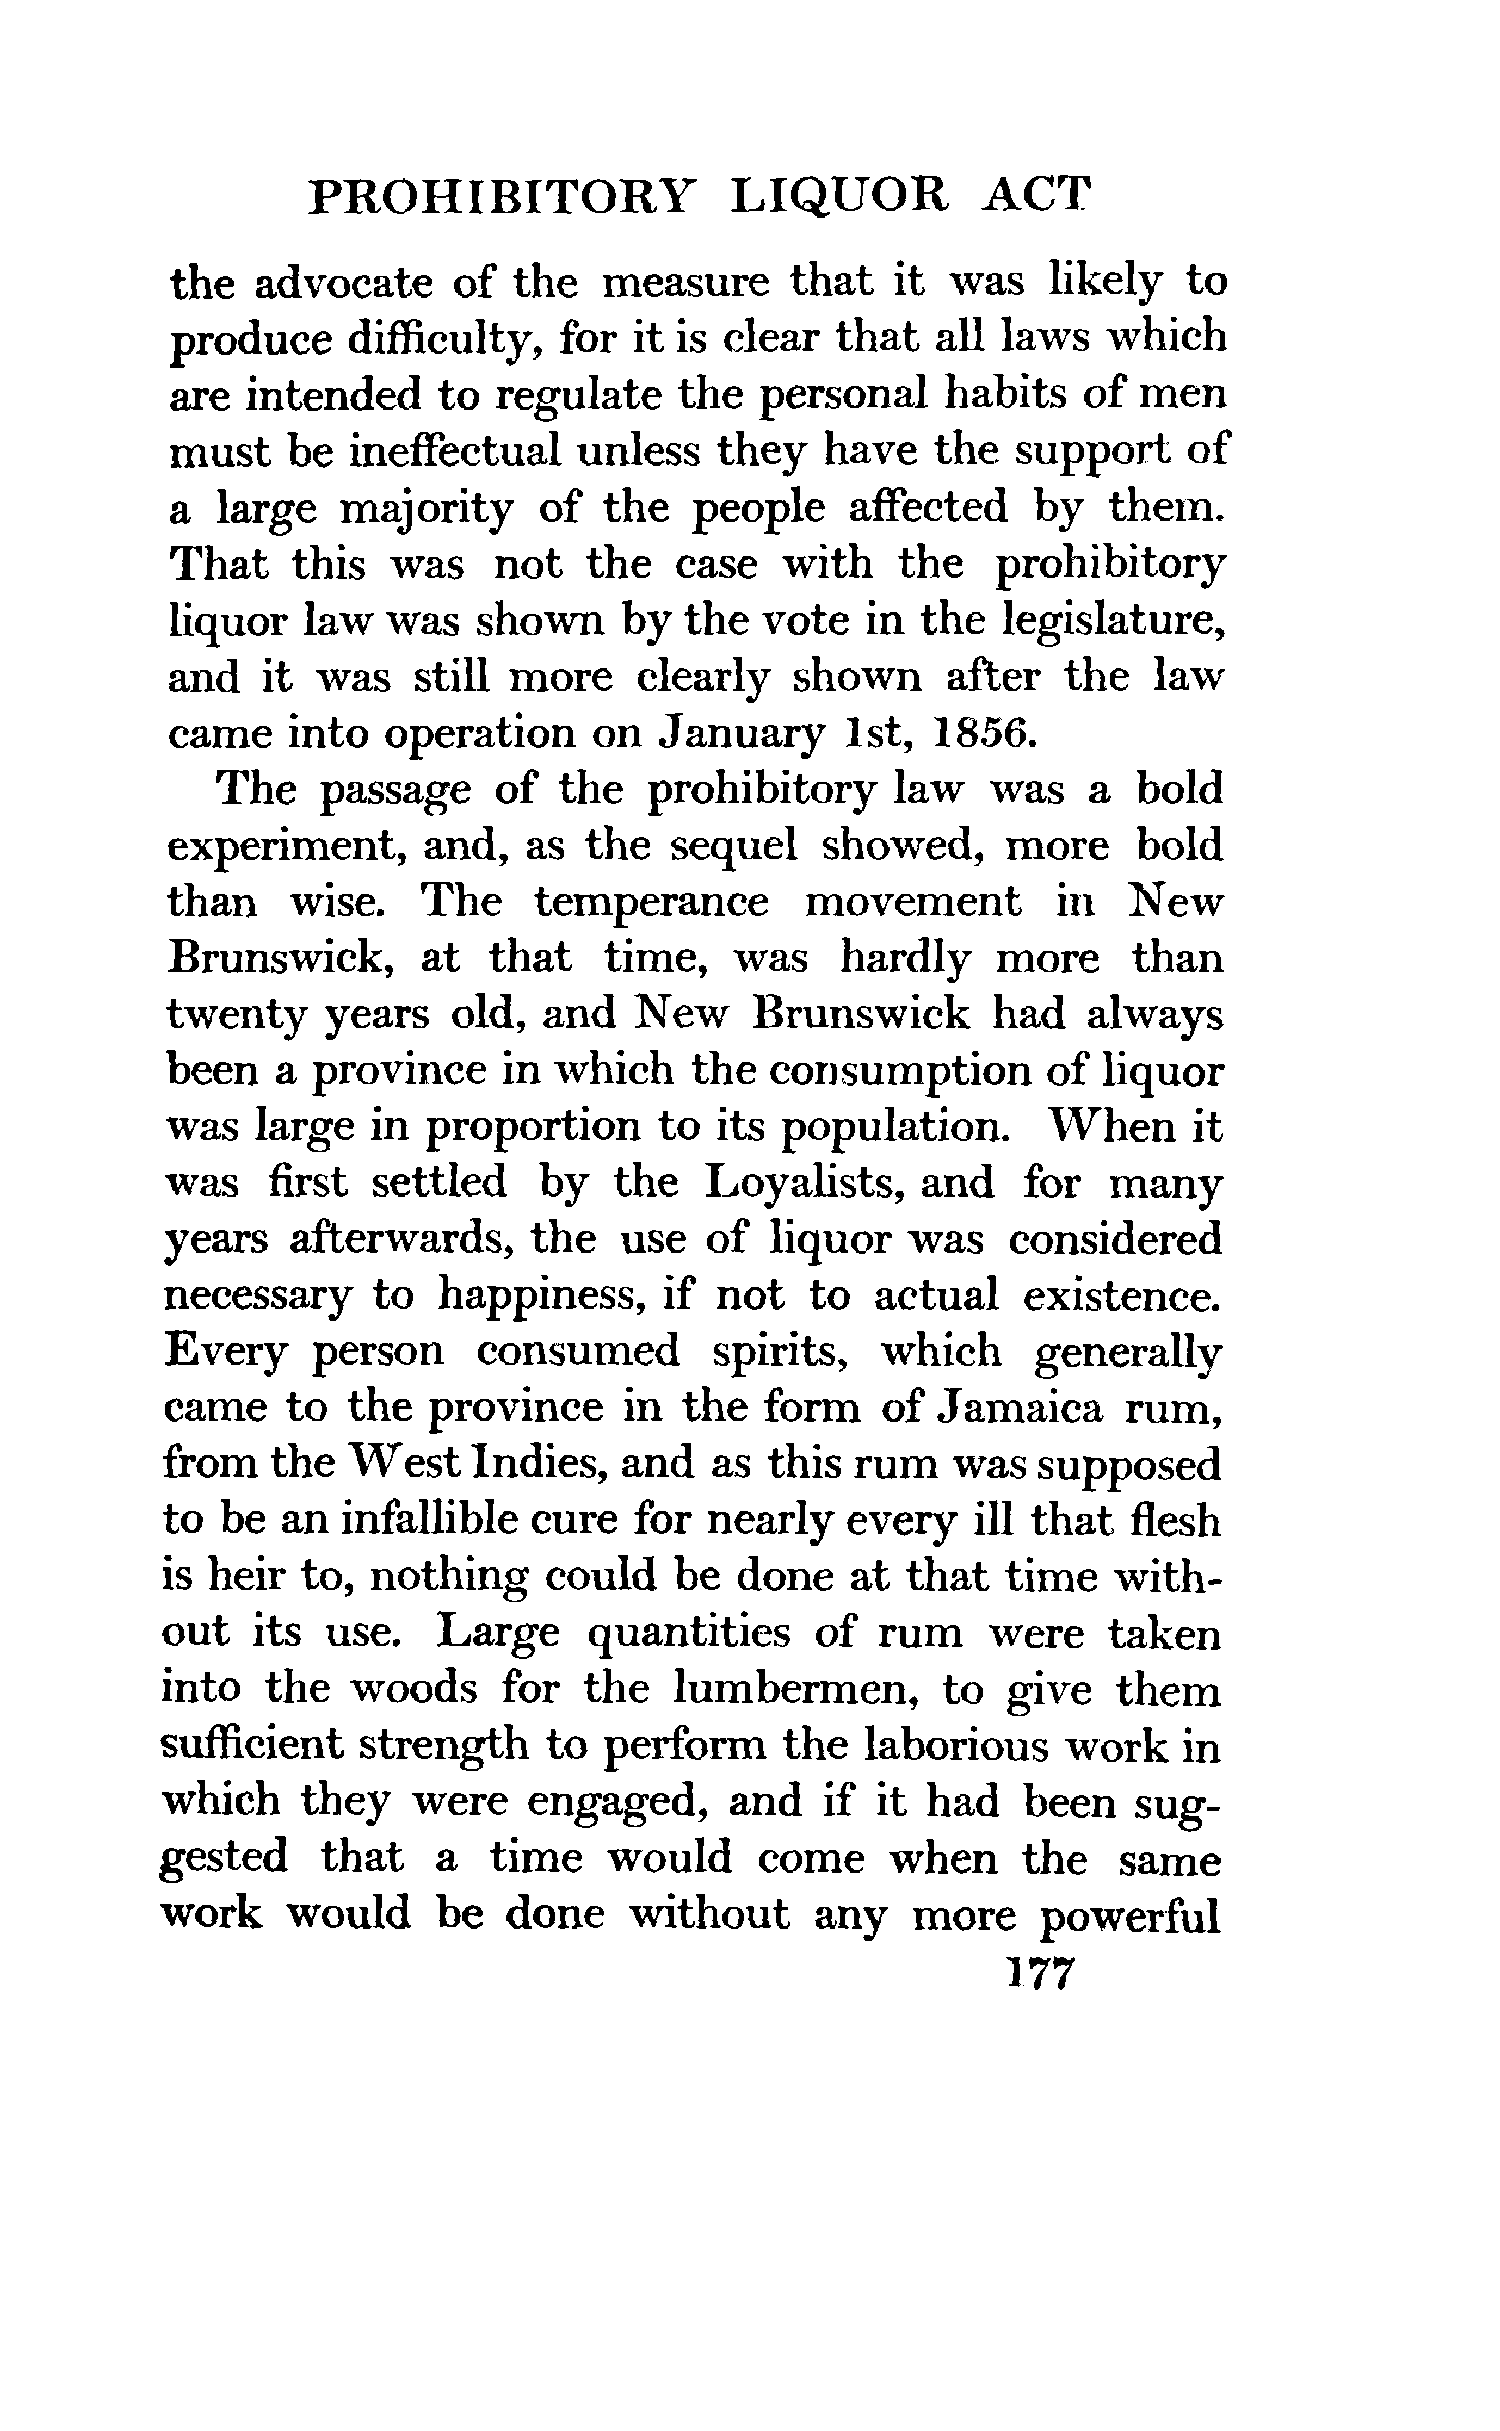 PROHIBITORY LIQUOR ACT
the advocate of the measure that it was likely to
produce difficulty, for it is clear that all laws which
are intended to regulate the personal habits of men
must be ineffectual unless they have the support of
a large majority of the people affected by them.
That this was not the case with the prohibitory
liquor law was shown by the vote in the legislature,
and it was still more clearly shown after the law
came into operation on January 1st, 1856.
The passage of the prohibitory law was a bold
experiment, and, as the sequel showed, more bold
than wise. The temperance movement in New
Brunswick, at that time, was hardly more than
twenty years old, and New Brunswick had always
been a province in which the consumption of liquor
was large in proportion to its population. When it
was first settled by the Loyalists, and for many
years afterwards, the use of liquor was considered
necessary to happiness, if not to actual existence.
Every person consumed spirits, which generally
came to the province in the form of Jamaica rum,
from the West Indies, and as this rum was supposed
to be an infallible cure for nearly every ill that flesh
is heir to, nothing could be done at that time with-
out its use. Large quantities of rum were taken
into the woods for the lumbermen, to give them
sufficient strength to perform the laborious work in
which they were engaged, and if it had been sug-
gested that a time would come when the same
work would be done without any more powerful
177